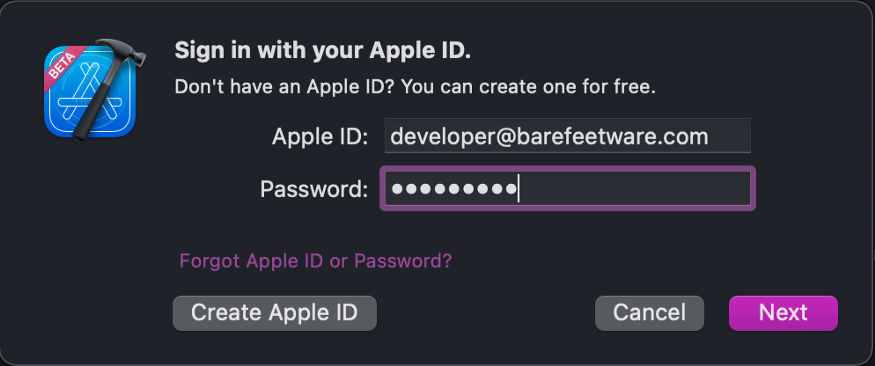 BETA
Sign in with your Apple ID.
Don't have an Apple ID? You can create one for free.
Apple ID: developer@barefeetware.com
Password: •••••••••
Forgot Apple ID or Password?
Create Apple ID Cancel Next